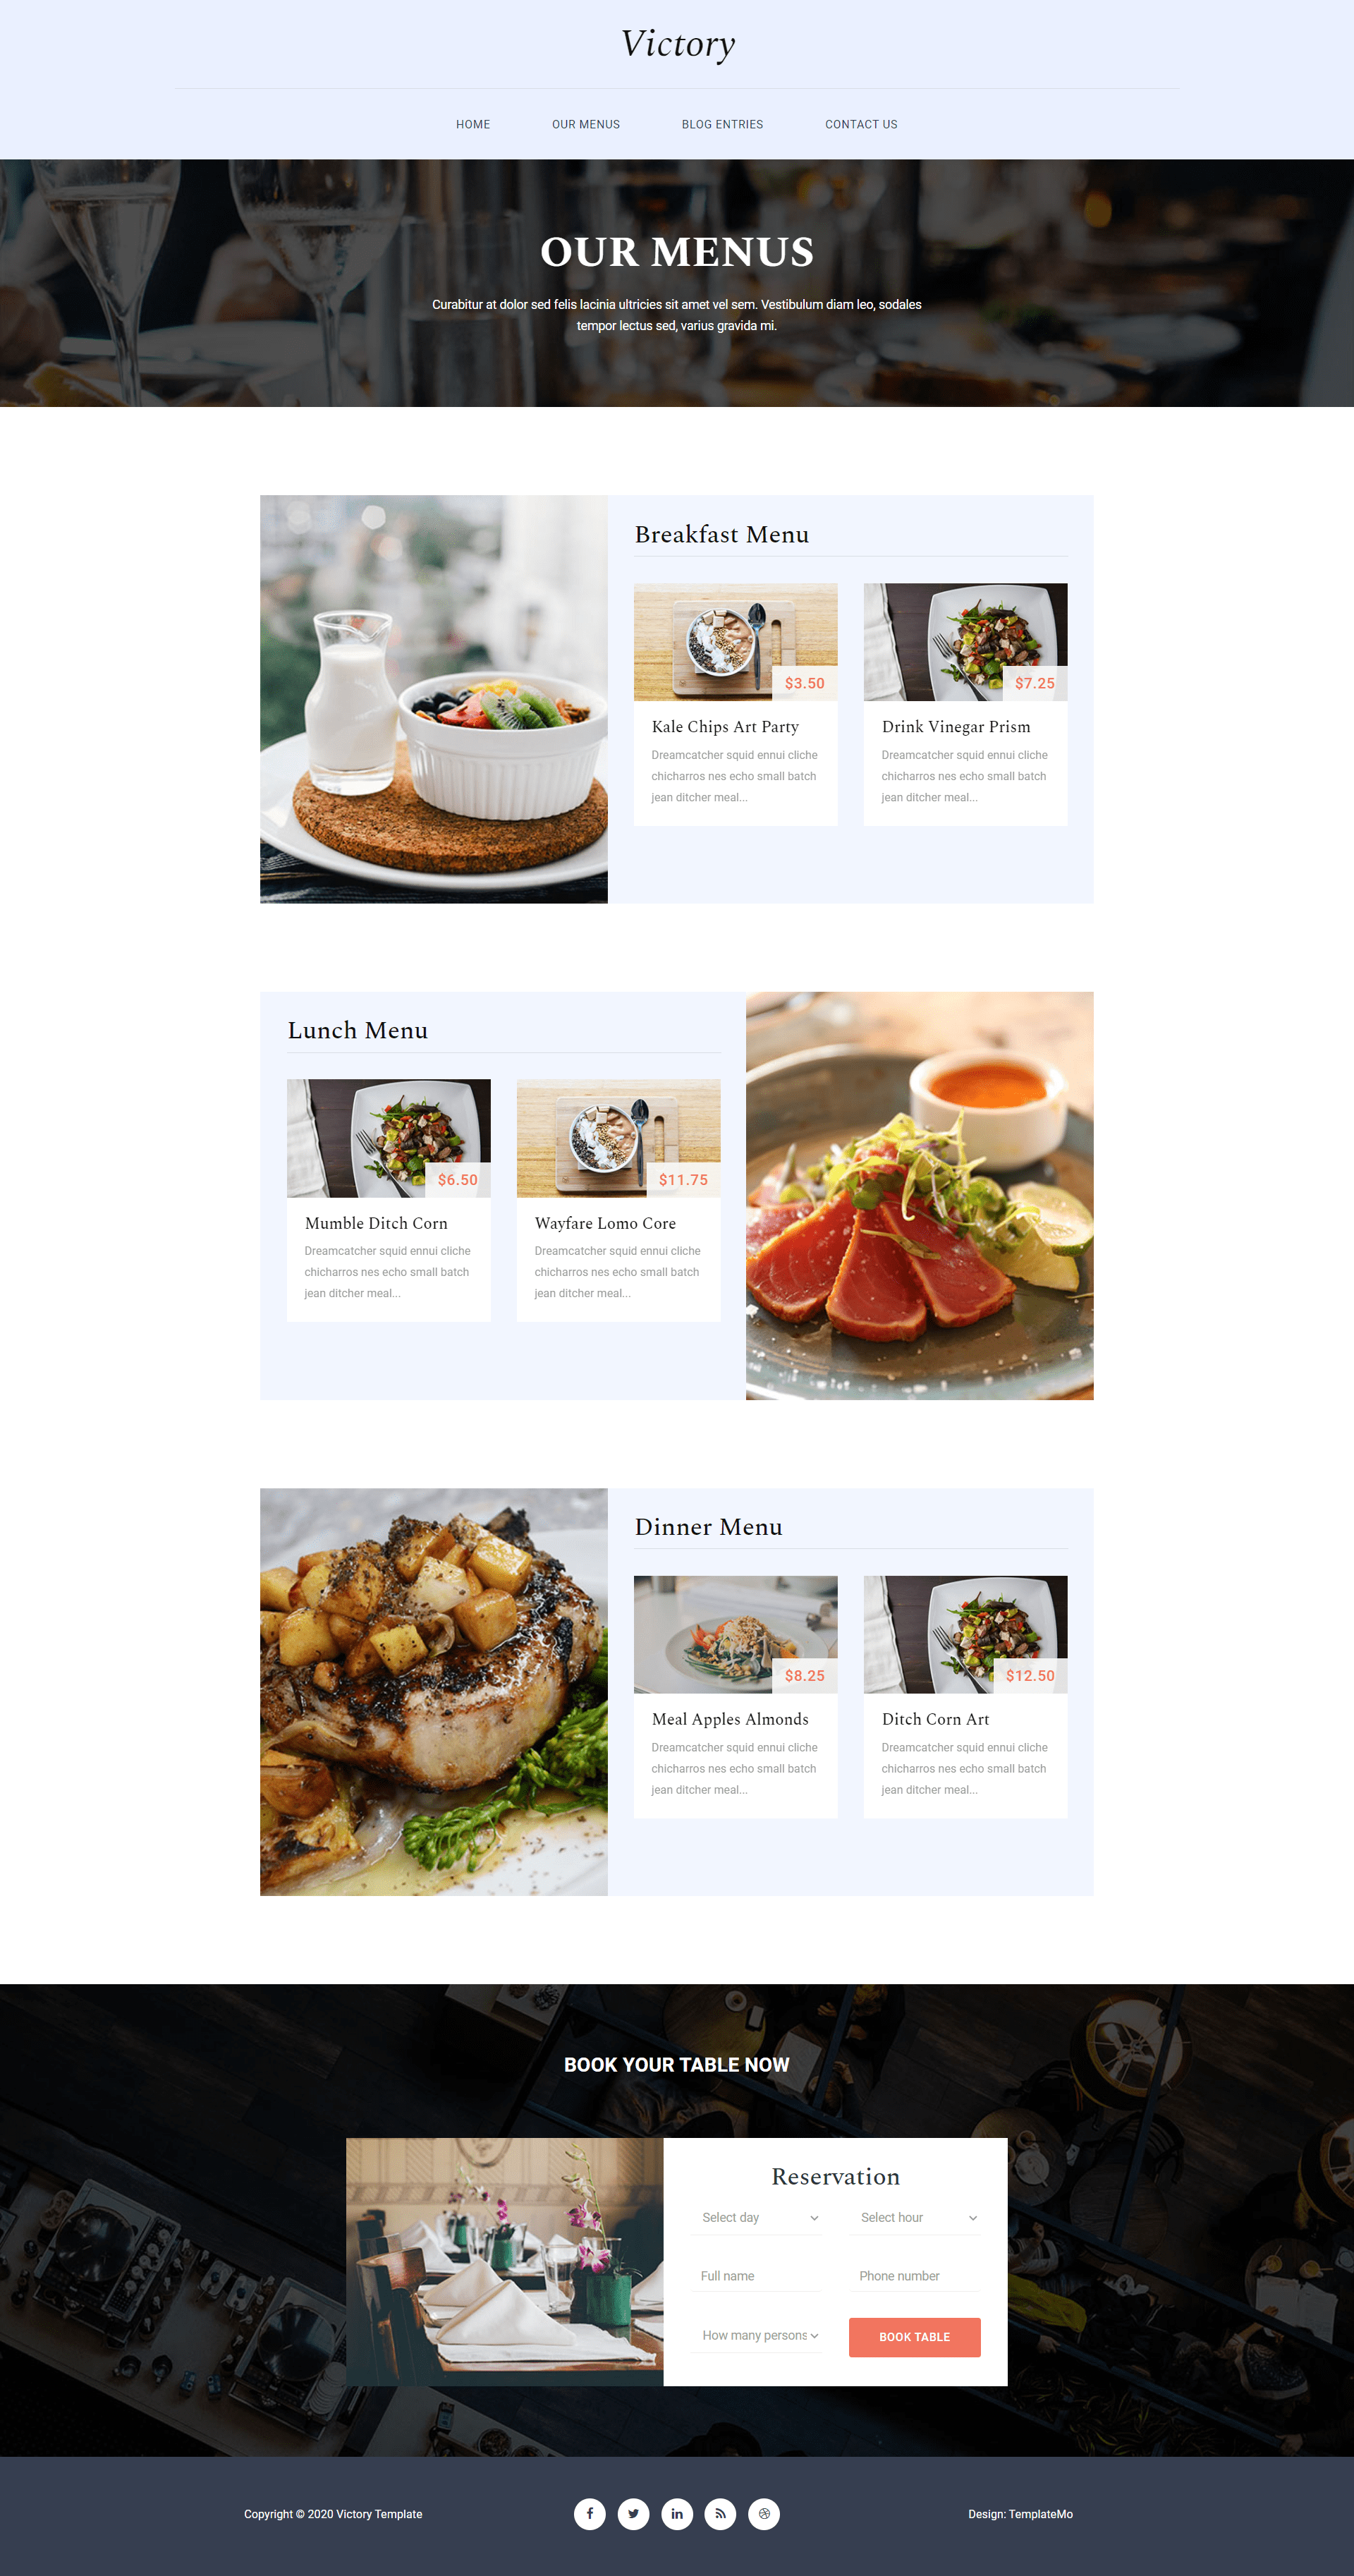 Victory
HOME OUR MENUS BLOG ENTRIES CONTACT US
OUR MENUS
Curabitur at dolor sed felis lacinia ultricies sit amet vel sem. Vestibulum diam leo, sodales
tempor lectus sed, varius gravida mi.
Breakfast Menu
$3.50
Kale Chips Art Party
Dreamcatcher squid ennui cliche
chicharros nes echo small batch
jean ditcher meal...
$7.25
Drink Vinegar Prism
Dreamcatcher squid ennui cliche
chicharros nes echo small batch
jean ditcher meal...
Lunch Menu
$6.50
Mumble Ditch Corn
Dreamcatcher squid ennui cliche
chicharros nes echo small batch
jean ditcher meal...
$11.75
Wayfare Lomo Core
Dreamcatcher squid ennui cliche
chicharros nes echo small batch
jean ditcher meal...
Dinner Menu
$8.25
Meal Apples Almonds
Dreamcatcher squid ennui cliche
chicharros nes echo small batch
jean ditcher meal...
$12.50
Ditch Corn Art
Dreamcatcher squid ennui cliche
chicharros nes echo small batch
jean ditcher meal...
BOOK YOUR TABLE NOW
Reservation
Select day Select hour
Full name Phone number
How many persons BOOK TABLE
Copyright © 2020 Victory Template
Design: TemplateMo